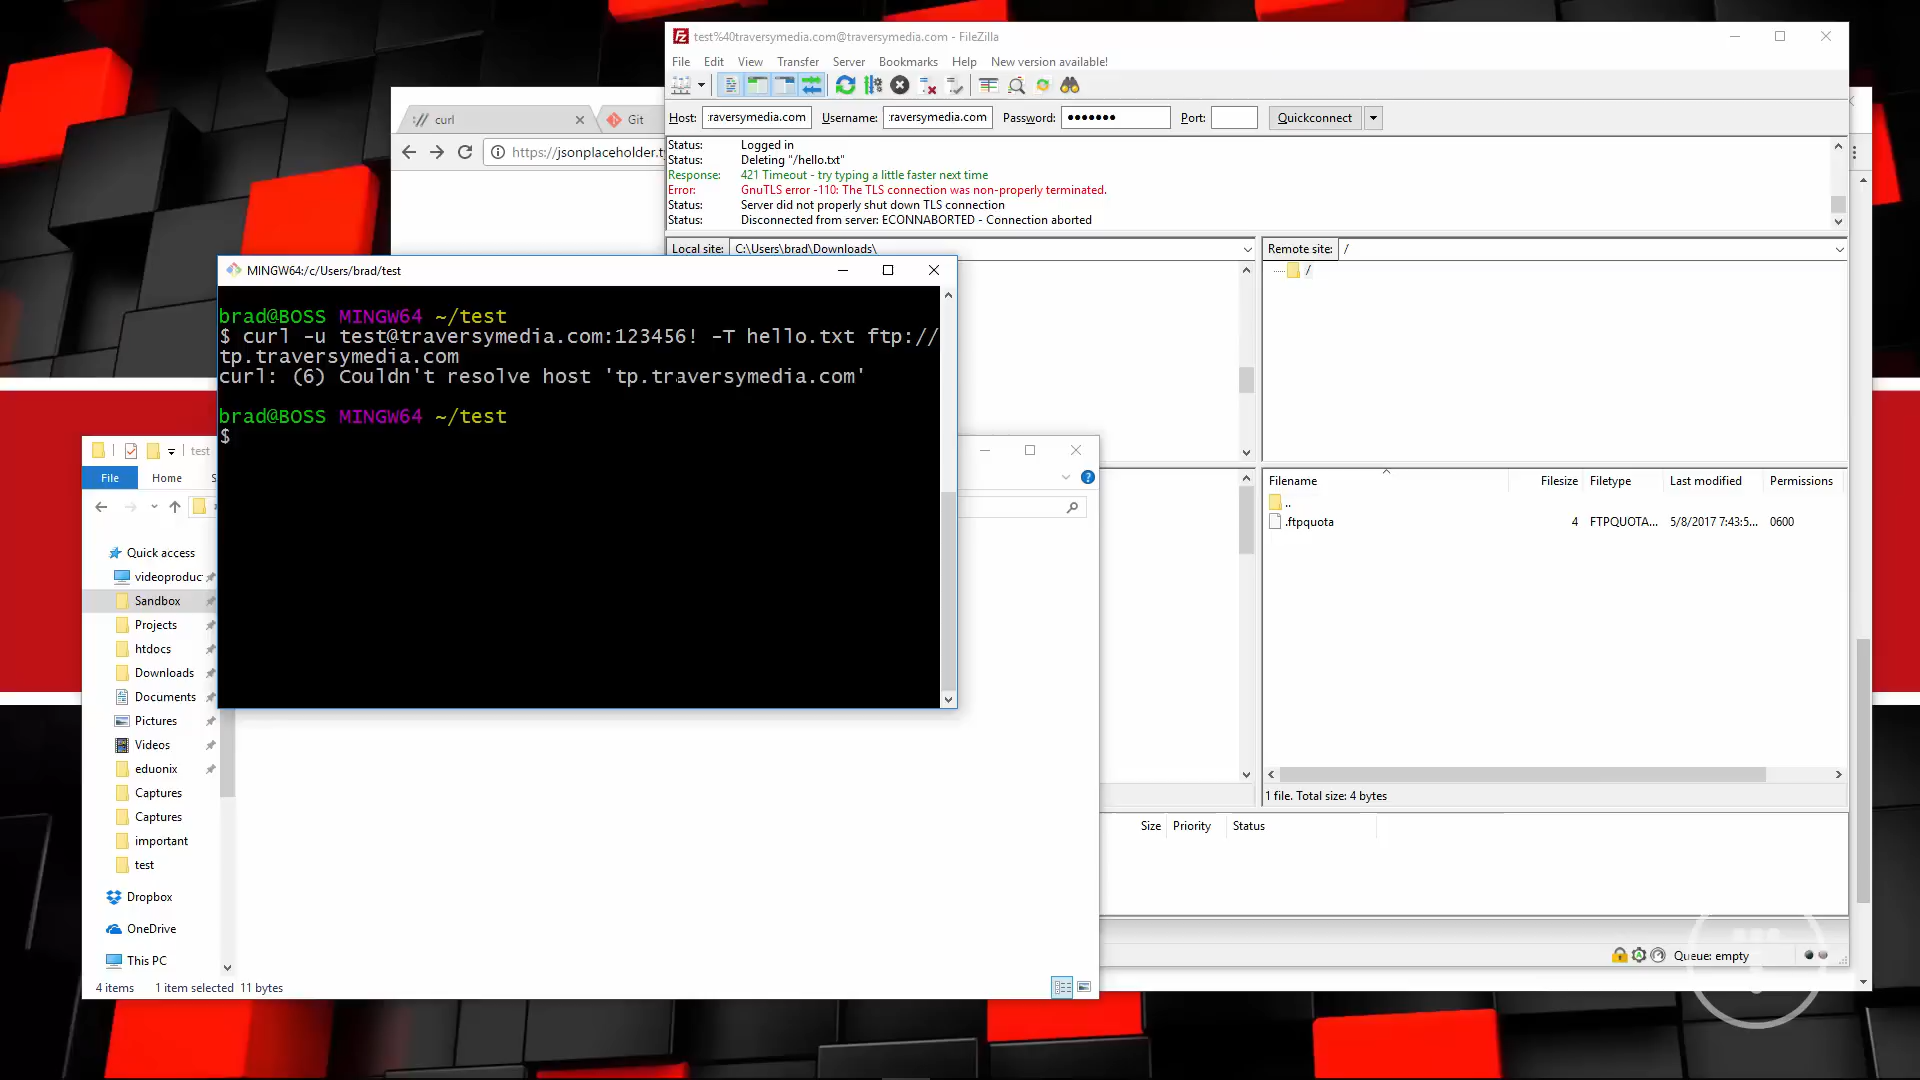 test%40traversymedia.com@traversymedia.com - FileZilla
File Edit View Transfer Server Bookmarks Help New version available!
Host: :raversymedia.com Username: :raversymedia.com Password: ●●●●●●● Port: Quickconnect
Status: Logged in
Status: Deleting "/hello.txt"
Response: 421 Timeout - try typing a little faster next time
Error: GnuTLS error -110: The TLS connection was non-properly terminated.
Status: Server did not properly shut down TLS connection
Status: Disconnected from server: ECONNABORTED - Connection aborted
Local site: C:\Users\brad\Downloads\
Remote site: /
/
Filename Filesize Filetype Last modified Permissions
..
.ftpquota 4 FTPQUOTA... 5/8/2017 7:43:5... 0600
1 file. Total size: 4 bytes
Size Priority Status
Queue: empty
curl
Git
https://jsonplaceholder.t
MINGW64:/c/Users/brad/test
brad@BOSS MINGW64 ~/test
$ curl -u test@traversymedia.com:123456! -T hello.txt ftp://
tp.traversymedia.com
curl: (6) Couldn't resolve host 'tp.traversymedia.com'
brad@BOSS MINGW64 ~/test
$
test
File Home S
Quick access
videoproduc
Sandbox
Projects
htdocs
Downloads
Documents
Pictures
Videos
eduonix
Captures
Captures
important
test
Dropbox
OneDrive
This PC
4 items 1 item selected 11 bytes